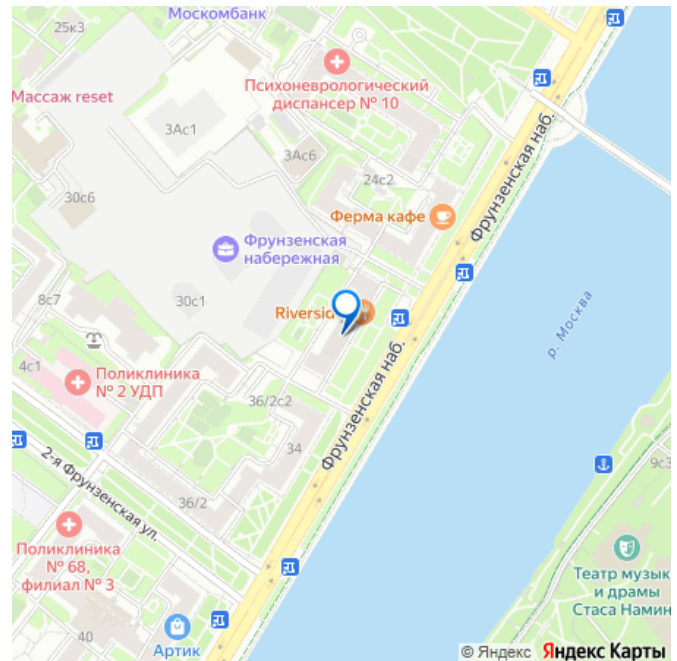 25к3
Москомбанк
Массаж reset
Психоневрологический
диспансер № 10
3Ас1
3Ас6
24с2
30с6
Ферма кафе
Фрунзенская наб.
Фрунзенская
набережная
8с7
30с1
Riversid
р. Москва
4с1
Поликлиника
№ 2 УДП
36/2с2
Фрунзенская наб.
34
2-я Фрунзенская ул.
36/2
9с3
Поликлиника
№ 68,
филиал № 3
Театр музык
и драмы
Стаса Намин
40
Артик
© Яндекс Яндекс Карты